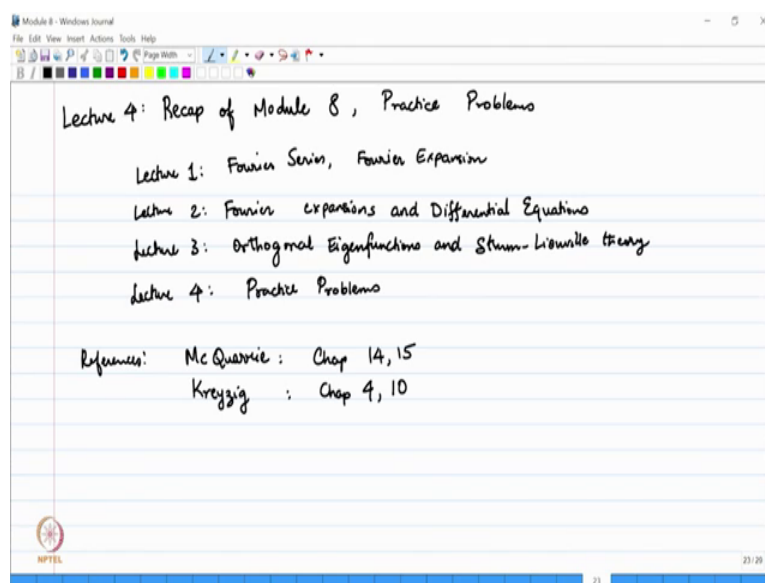 Module 8 - Windows Journal
File Edit View Insert Actions Tools Help
Page Width
B I
Lecture 4: Recap of Module 8, Practice Problems
Lecture 1: Fourier Series, Fourier Expansion
Lecture 2: Fourier expansions and Differential Equations
Lecture 3: Orthogonal Eigenfunctions and Sturm-Liouville theory
Lecture 4: Practice Problems
References: McQuarrie: Chap 14, 15
Kreyzig : Chap 4, 10
NPTEL
23/29
23